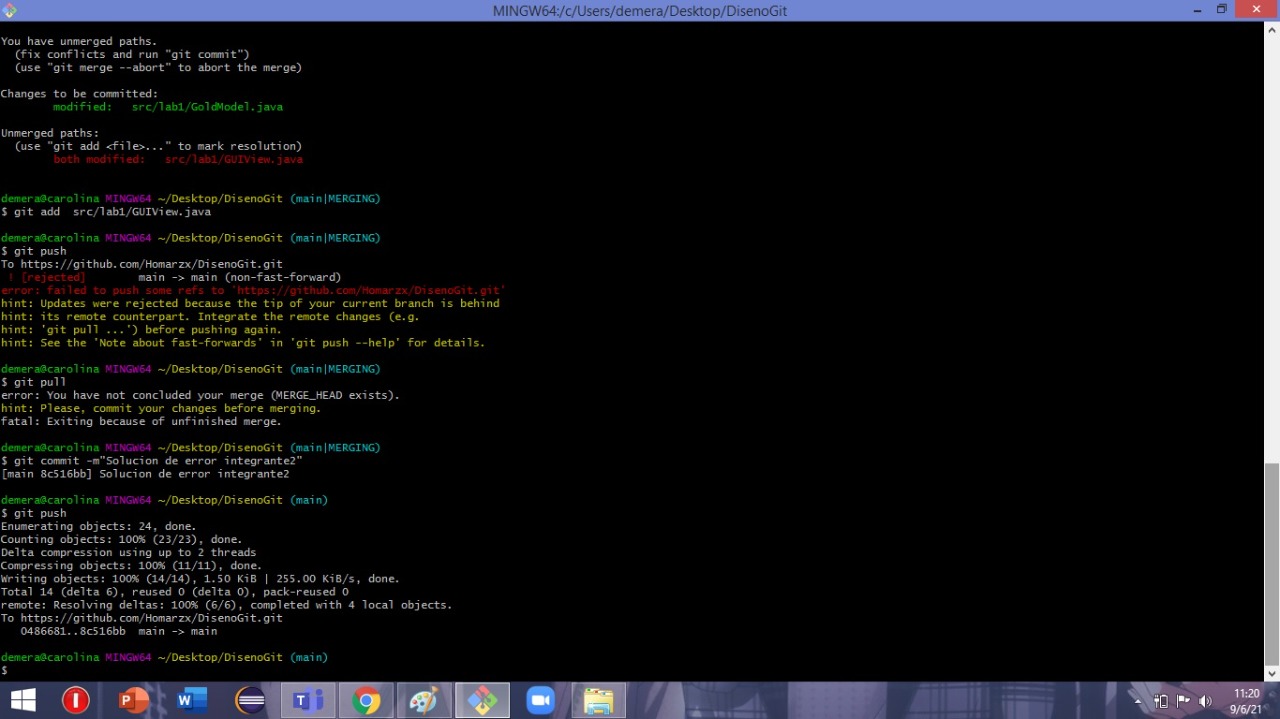 MINGW64:/c/Users/demera/Desktop/DisenoGit
You have unmerged paths.
  (fix conflicts and run "git commit")
  (use "git merge --abort" to abort the merge)
Changes to be committed:
        modified:   src/lab1/GoldModel.java
Unmerged paths:
  (use "git add <file>..." to mark resolution)
        both modified:   src/lab1/GUIView.java
demera@carolina MINGW64 ~/Desktop/DisenoGit (main|MERGING)
$ git add  src/lab1/GUIView.java
demera@carolina MINGW64 ~/Desktop/DisenoGit (main|MERGING)
$ git push
To https://github.com/Homarzx/DisenoGit.git
 ! [rejected]        main -> main (non-fast-forward)
error: failed to push some refs to 'https://github.com/Homarzx/DisenoGit.git'
hint: Updates were rejected because the tip of your current branch is behind
hint: its remote counterpart. Integrate the remote changes (e.g.
hint: 'git pull ...') before pushing again.
hint: See the 'Note about fast-forwards' in 'git push --help' for details.
demera@carolina MINGW64 ~/Desktop/DisenoGit (main|MERGING)
$ git pull
error: You have not concluded your merge (MERGE_HEAD exists).
hint: Please, commit your changes before merging.
fatal: Exiting because of unfinished merge.
demera@carolina MINGW64 ~/Desktop/DisenoGit (main|MERGING)
$ git commit -m"Solucion de error integrante2"
[main 8c516bb] Solucion de error integrante2
demera@carolina MINGW64 ~/Desktop/DisenoGit (main)
$ git push
Enumerating objects: 24, done.
Counting objects: 100% (23/23), done.
Delta compression using up to 2 threads
Compressing objects: 100% (11/11), done.
Writing objects: 100% (14/14), 1.50 KiB | 255.00 KiB/s, done.
Total 14 (delta 6), reused 0 (delta 0), pack-reused 0
remote: Resolving deltas: 100% (6/6), completed with 4 local objects.
To https://github.com/Homarzx/DisenoGit.git
   0486681..8c516bb  main -> main
demera@carolina MINGW64 ~/Desktop/DisenoGit (main)
$
11:20
9/6/21